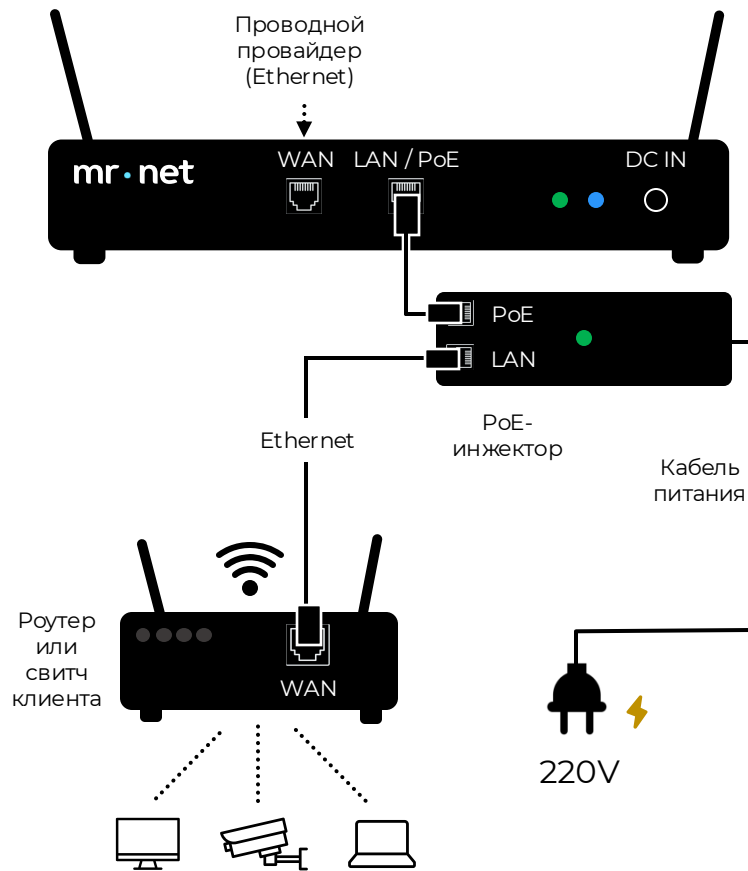 Проводной
провайдер
(Ethernet)
mr·net
WAN
LAN / PoE
DC IN
PoE
LAN
PoE-
инжектор
Ethernet
Кабель
питания
Роутер
или
свитч
клиента
WAN
220V